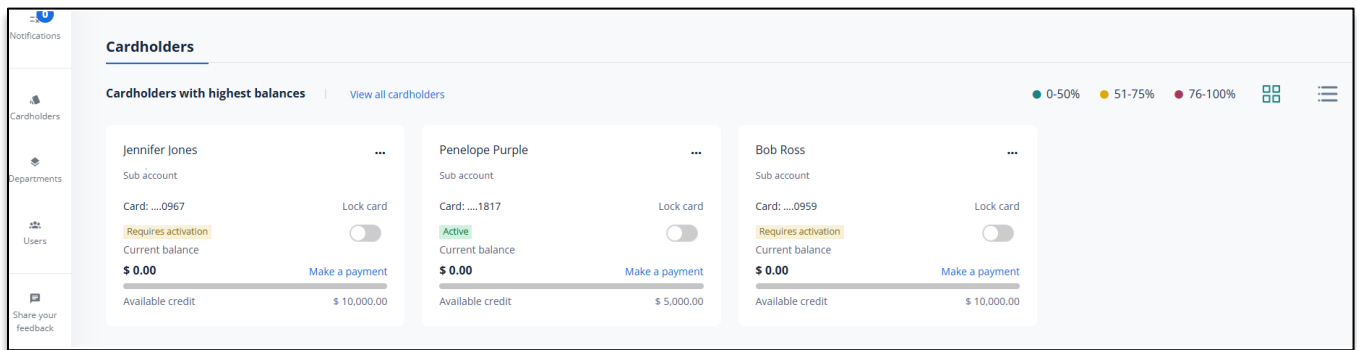 0
Notifications
Cardholders
Departments
Users
Share your
feedback
Cardholders
Cardholders with highest balances
View all cardholders
0-50%
51-75%
76-100%
Jennifer Jones
...
Sub account
Card: ....0967
Lock card
Requires activation
Current balance
$ 0.00
Make a payment
Available credit
$ 10,000.00
Penelope Purple
...
Sub account
Card: ....1817
Lock card
Active
Current balance
$ 0.00
Make a payment
Available credit
$ 5,000.00
Bob Ross
...
Sub account
Card: ....0959
Lock card
Requires activation
Current balance
$ 0.00
Make a payment
Available credit
$ 10,000.00